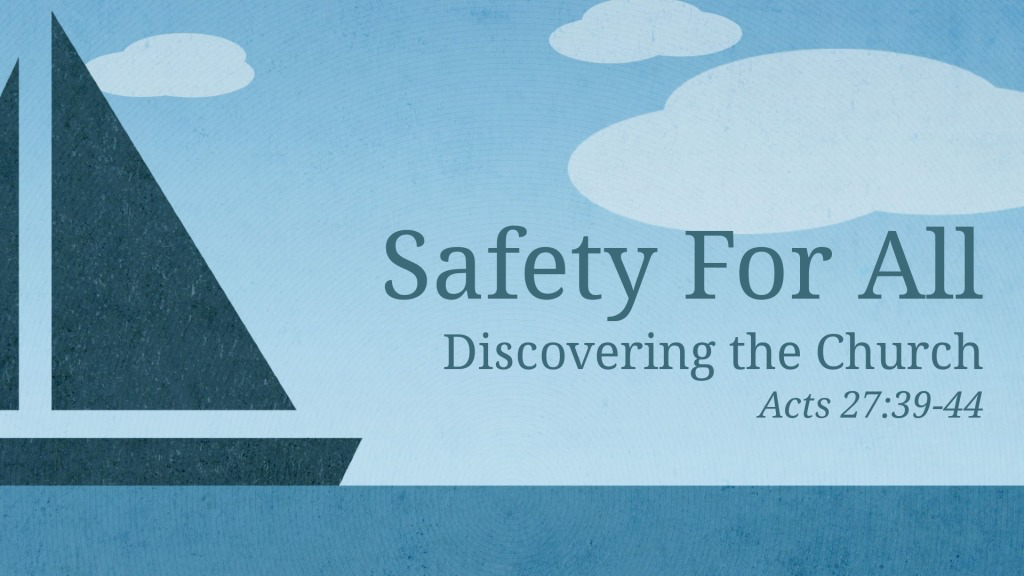 Safety For All
Discovering the Church
Acts 27:39-44